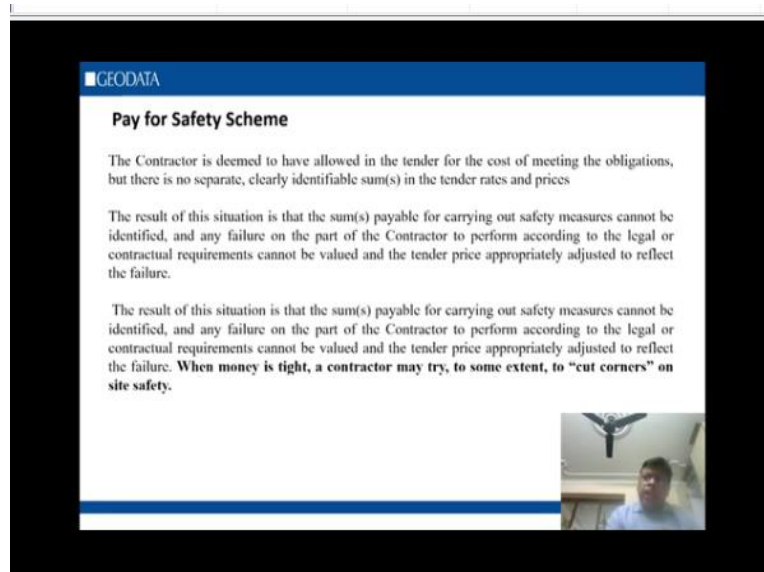 GEODATA
Pay for Safety Scheme
The Contractor is deemed to have allowed in the tender for the cost of meeting the obligations,
but there is no separate, clearly identifiable sum(s) in the tender rates and prices
The result of this situation is that the sum(s) payable for carrying out safety measures cannot be
identified, and any failure on the part of the Contractor to perform according to the legal or
contractual requirements cannot be valued and the tender price appropriately adjusted to reflect
the failure.
The result of this situation is that the sum(s) payable for carrying out safety measures cannot be
identified, and any failure on the part of the Contractor to perform according to the legal or
contractual requirements cannot be valued and the tender price appropriately adjusted to reflect
the failure. When money is tight, a contractor may try, to some extent, to “cut corners” on
site safety.